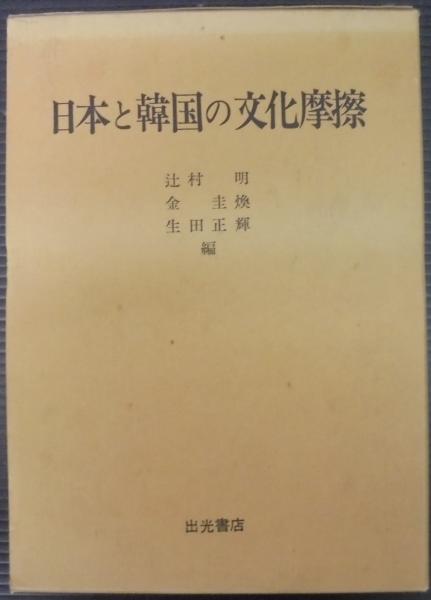 日本と韓国の文化摩擦
辻村 明
金 圭煥
生田正輝
編
出光書店